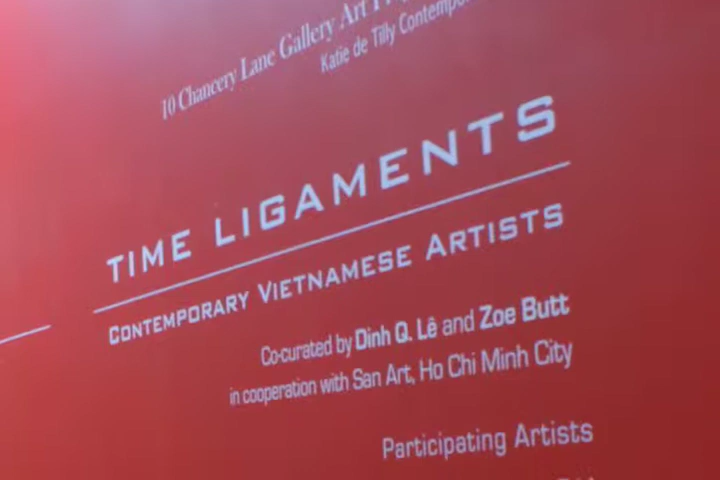 10 Chancery Lane Gallery Art
Katie de Tilly
TIME LIGAMENTS
CONTEMPORARY VIETNAMESE ARTISTS
Co-curated by Dinh Q. Lê and Zoe Butt
in cooperation with San Art, Ho Chi Minh City
Participating Artists